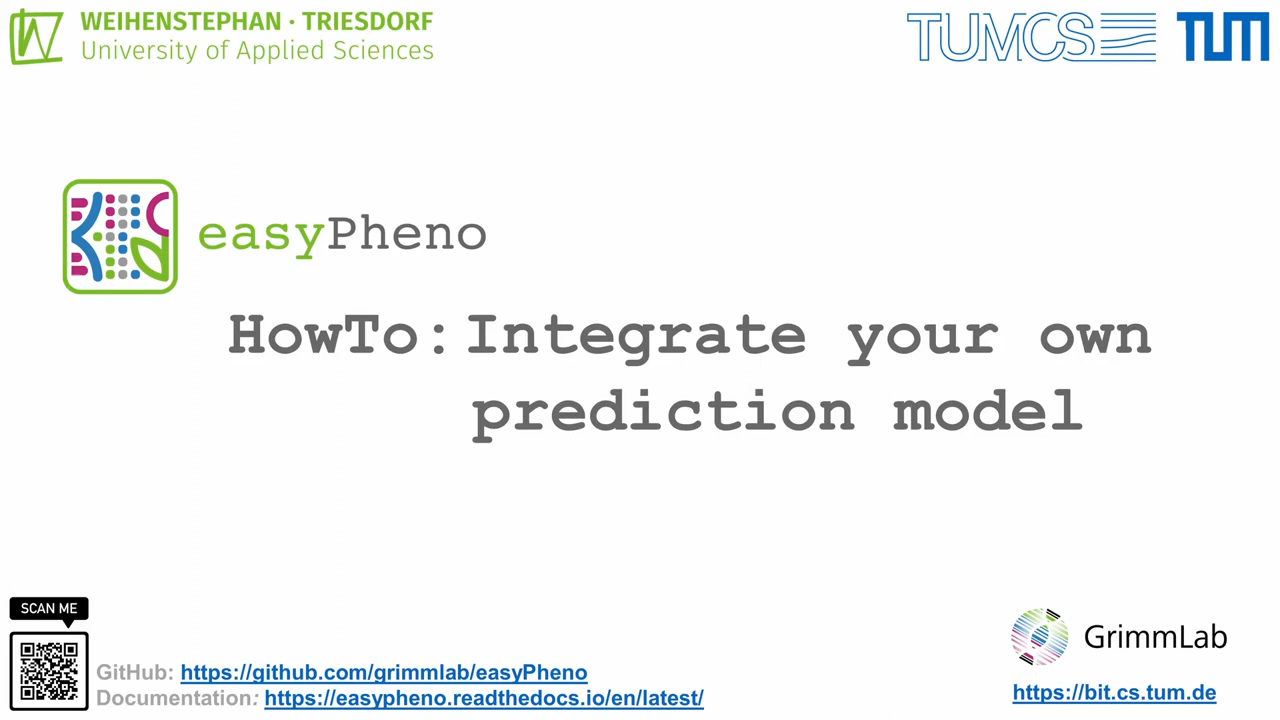 WEIHENSTEPHAN · TRIESDORF
University of Applied Sciences
TUMCS
TUM
easyPheno
HowTo: Integrate your own
prediction model
SCAN ME
GitHub: https://github.com/grimmlab/easyPheno
Documentation: https://easypheno.readthedocs.io/en/latest/
GrimmLab
https://bit.cs.tum.de